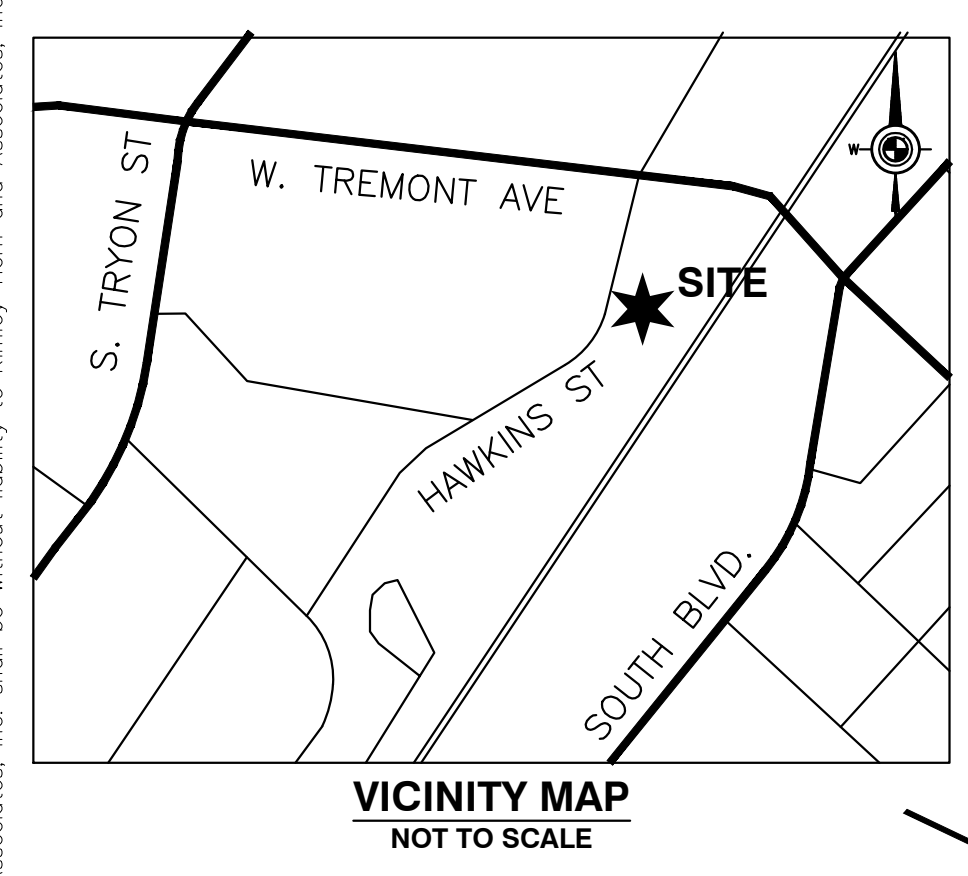 W. TREMONT AVE
S. TRYON ST
W
SITE
HAWKINS ST
SOUTH BLVD.
VICINITY MAP
NOT TO SCALE